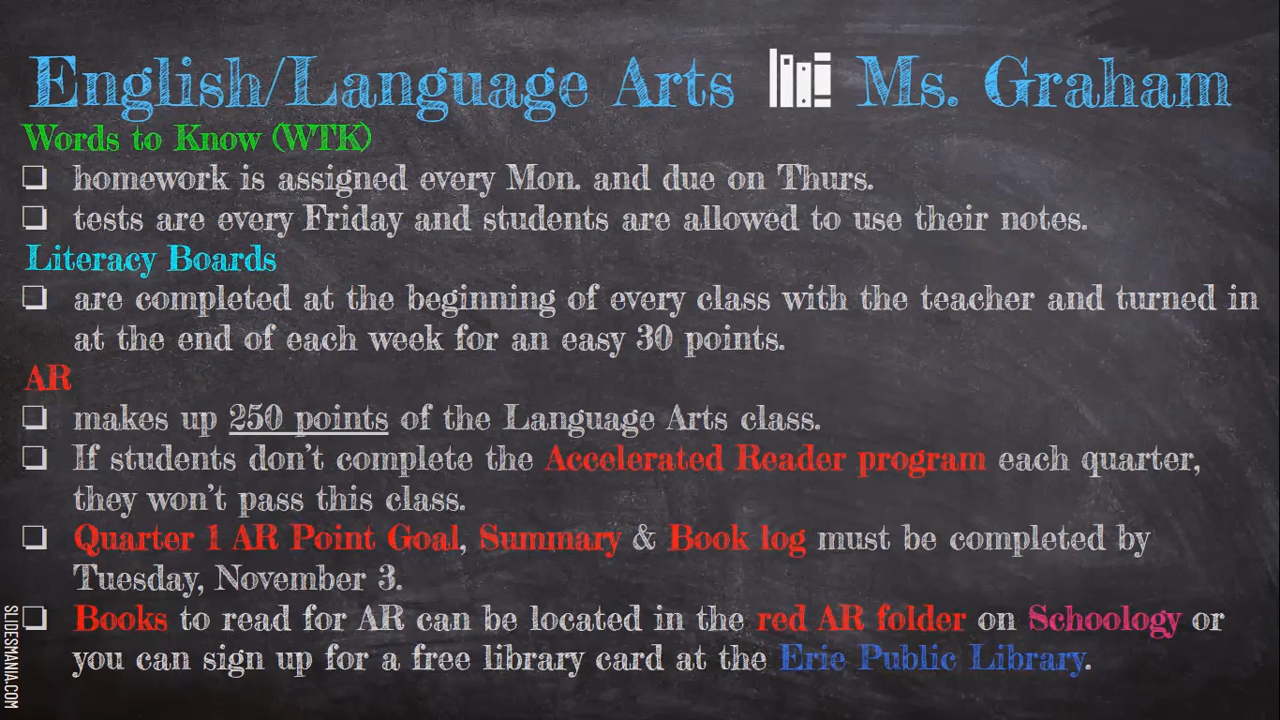 English/Language Arts Ms. Graham
Words to Know (WTK)
❏ homework is assigned every Mon. and due on Thurs.
❏ tests are every Friday and students are allowed to use their notes.
Literacy Boards
❏ are completed at the beginning of every class with the teacher and turned in
at the end of each week for an easy 30 points.
AR
❏ makes up 250 points of the Language Arts class.
❏ If students don't complete the Accelerated Reader program each quarter,
they won't pass this class.
❏ Quarter 1 AR Point Goal, Summary & Book log must be completed by
Tuesday, November 3.
❏ Books to read for AR can be located in the red AR folder on Schoology or
you can sign up for a free library card at the Erie Public Library.
SLIDESMANIA.COM